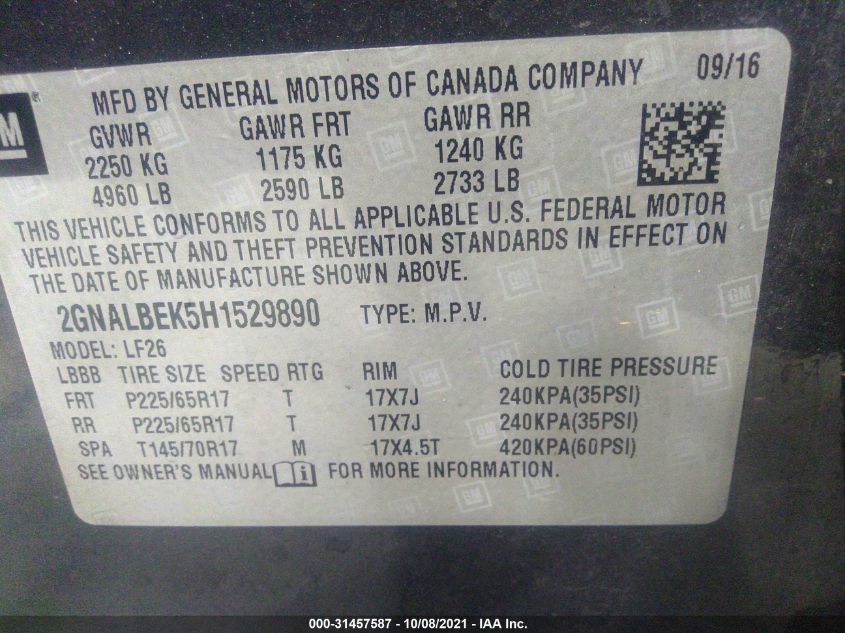 MFD BY GENERAL MOTORS OF CANADA COMPANY 09/16
GM ®
GVWR GAWR FRT GAWR RR
2250 KG 1175 KG 1240 KG
4960 LB 2590 LB 2733 LB
THIS VEHICLE CONFORMS TO ALL APPLICABLE U.S. FEDERAL MOTOR
VEHICLE SAFETY AND THEFT PREVENTION STANDARDS IN EFFECT ON
THE DATE OF MANUFACTURE SHOWN ABOVE.
2GNALBEK5H1529890 TYPE: M.P.V.
MODEL: LF26
LBBB TIRE SIZE SPEED RTG RIM COLD TIRE PRESSURE
FRT P225/65R17 T 17X7J 240KPA(35PSI)
RR P225/65R17 T 17X7J 240KPA(35PSI)
SPA T145/70R17 M 17X4.5T 420KPA(60PSI)
SEE OWNER'S MANUAL i FOR MORE INFORMATION.
000-31457587 - 10/08/2021 - IAA Inc.